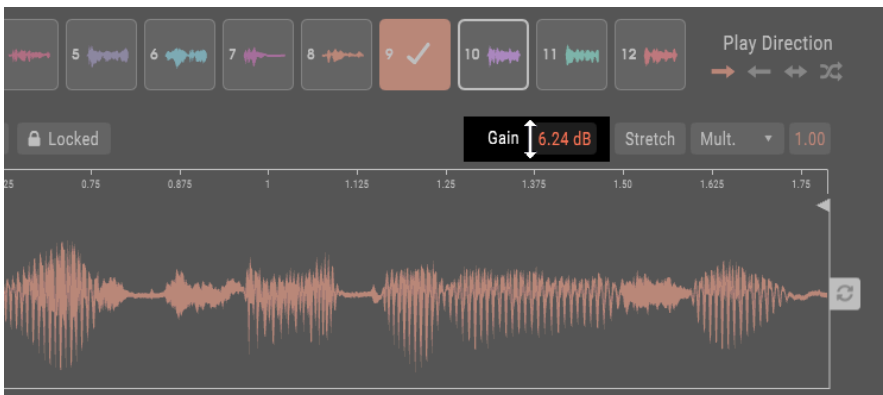 5 6 7 8 9 10 11 12 Play Direction
Locked Gain 6.24 dB Stretch Mult. 1.00
25 0.75 0.875 1 1.125 1.25 1.375 1.50 1.625 1.75